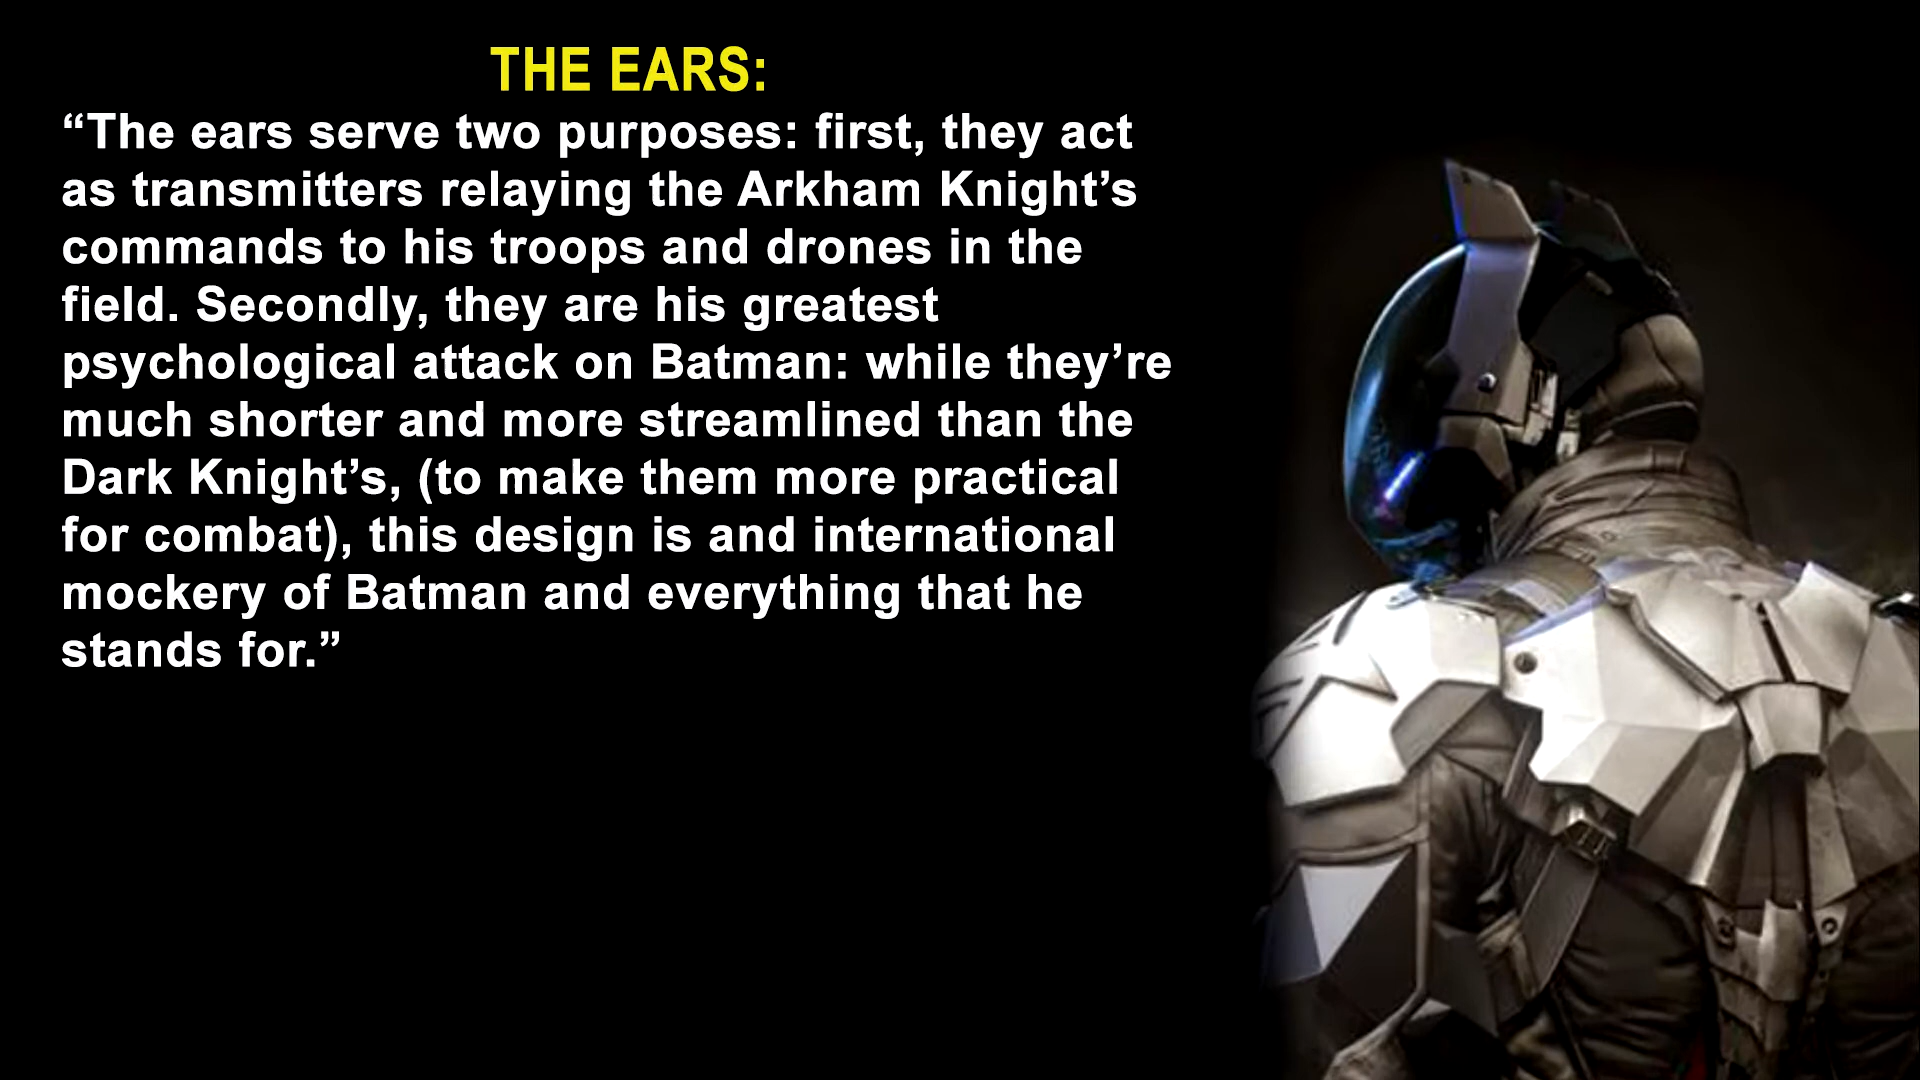 THE EARS:
“The ears serve two purposes: first, they act
as transmitters relaying the Arkham Knight’s
commands to his troops and drones in the
field. Secondly, they are his greatest
psychological attack on Batman: while they’re
much shorter and more streamlined than the
Dark Knight’s, (to make them more practical
for combat), this design is and international
mockery of Batman and everything that he
stands for.”